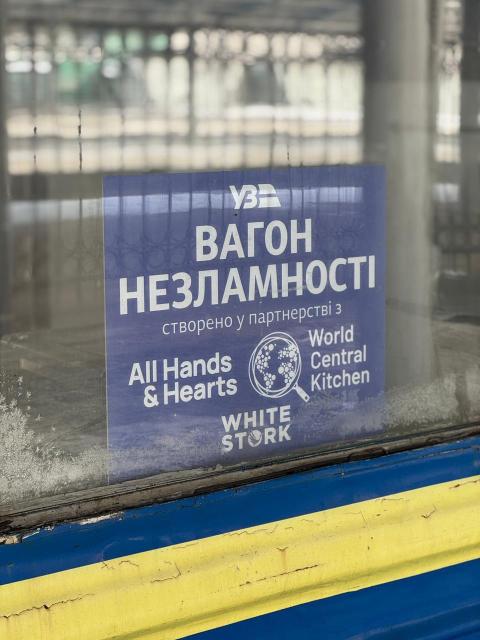 УЗ
ВАГОН
НЕЗЛАМНОСТІ
створено у партнерстві з
All Hands
& Hearts
World
Central
Kitchen
WHITE
STORK